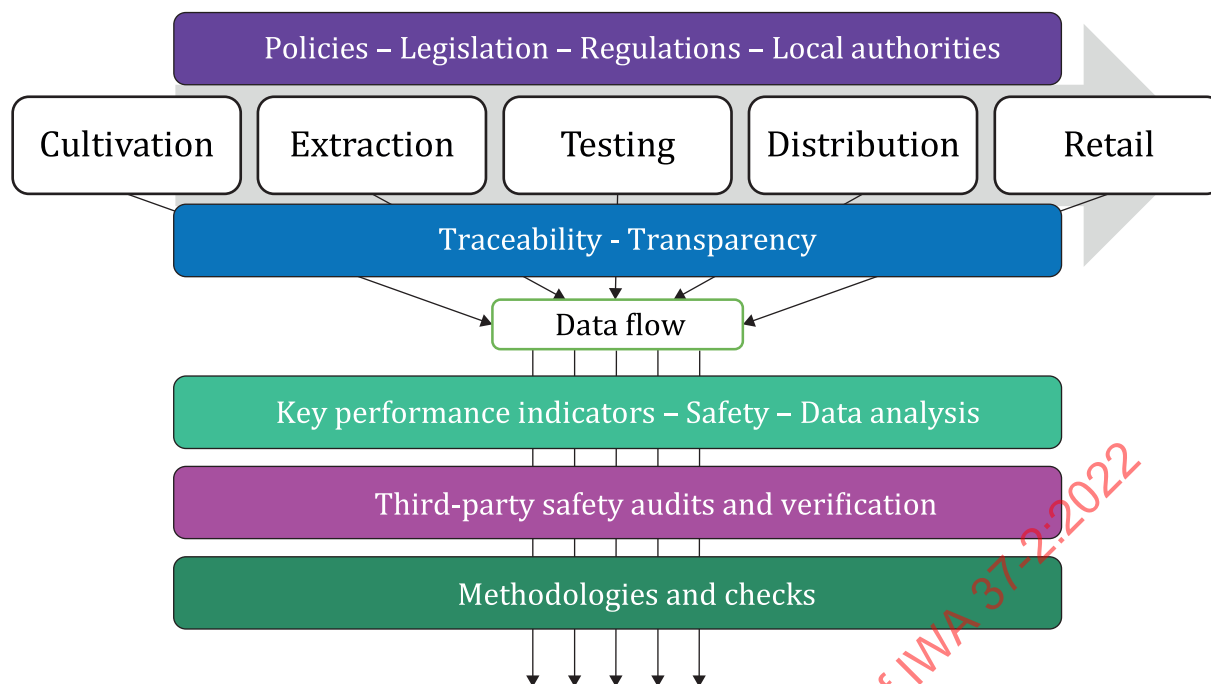 Policies – Legislation – Regulations – Local authorities
Cultivation
Extraction
Testing
Distribution
Retail
Traceability - Transparency
Data flow
Key performance indicators – Safety – Data analysis
Third-party safety audits and verification
Methodologies and checks
f IWA 37-2:2022